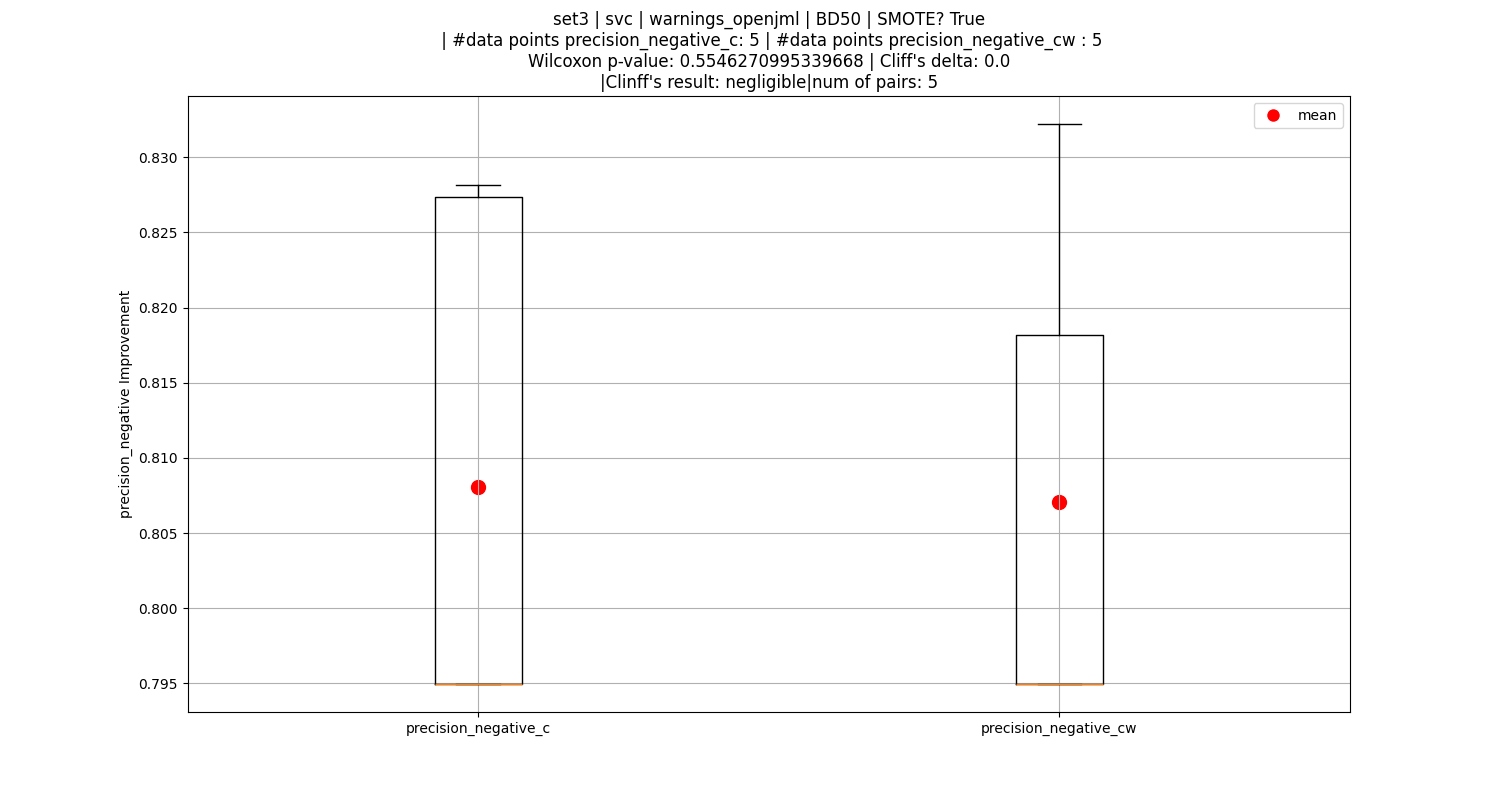 set3 | svc | warnings_openjml | BD50 | SMOTE? True
| #data points precision_negative_c: 5 | #data points precision_negative_cw : 5
Wilcoxon p-value: 0.5546270995339668 | Cliff's delta: 0.0
|Clinff's result: negligible|num of pairs: 5
mean
0.830
0.825
0.820
0.815
0.810
0.805
0.800
0.795
precision_negative Improvement
precision_negative_c
precision_negative_cw